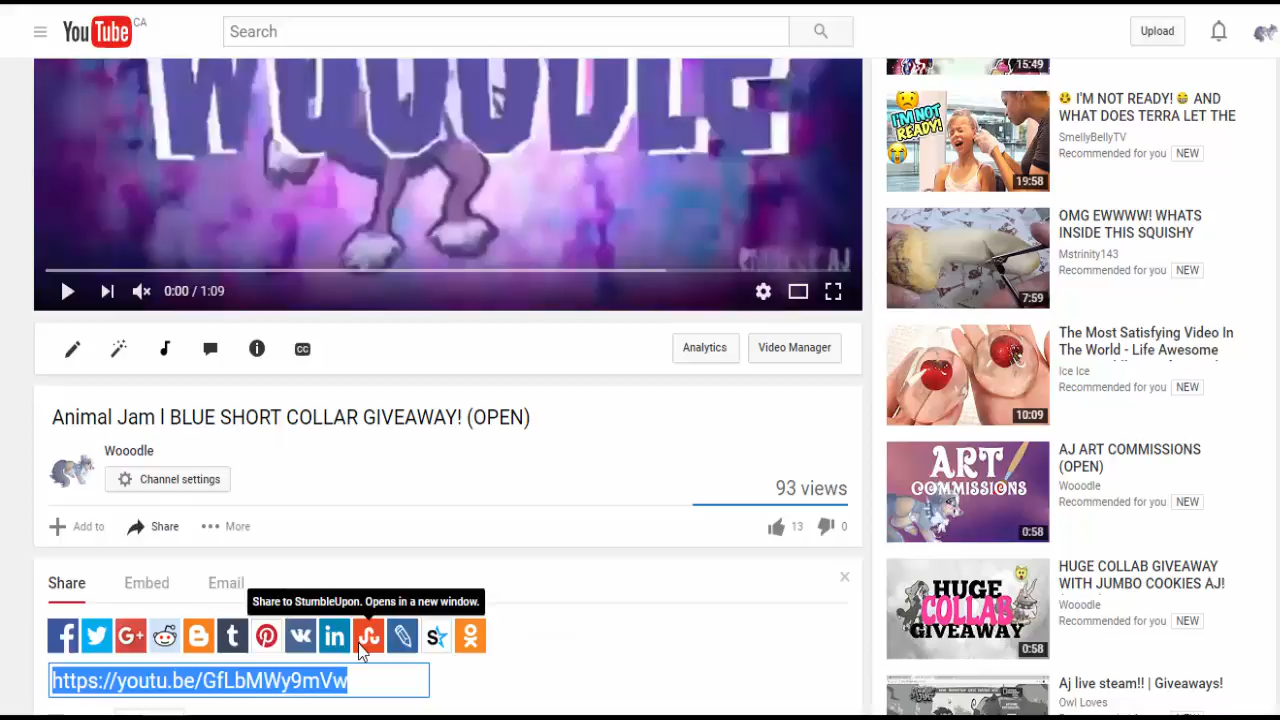 YouTube CA
Search
Upload
WOOODLE
0:00 / 1:09
Analytics
Video Manager
Animal Jam l BLUE SHORT COLLAR GIVEAWAY! (OPEN)
Wooodle
Channel settings
93 views
Add to
Share
More
13
0
Share
Embed
Email
Share to StumbleUpon. Opens in a new window.
https://youtu.be/GfLbMWy9mVw
15:49
I'M NOT
READY!
19:58
I'M NOT READY! AND
WHAT DOES TERRA LET THE
SmellyBellyTV
Recommended for you NEW
7:59
OMG EWWWW! WHATS
INSIDE THIS SQUISHY
Mstrinity143
Recommended for you NEW
10:09
The Most Satisfying Video In
The World - Life Awesome
Ice Ice
Recommended for you NEW
ART
COMMISSIONS
0:58
AJ ART COMMISSIONS
(OPEN)
Wooodle
Recommended for you NEW
HUGE
COLLAB
GIVEAWAY
0:58
HUGE COLLAB GIVEAWAY
WITH JUMBO COOKIES AJ!
Wooodle
Recommended for you NEW
Aj live steam!! | Giveaways!
Owl Loves